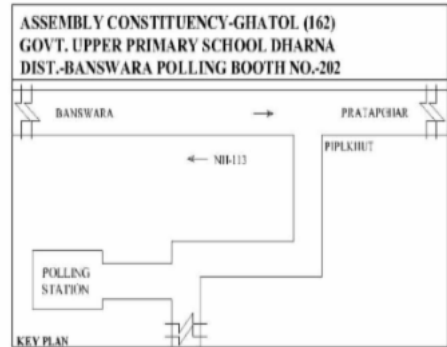 ASSEMBLY CONSTITUENCY-GHATOL (162)
GOVT. UPPER PRIMARY SCHOOL DHARNA
DIST.-BANSWARA POLLING BOOTH NO.-202
BANSWARA → PRATAPGHAR
PIPLKHUT
← NH-113
POLLING
STATION
KEY PLAN